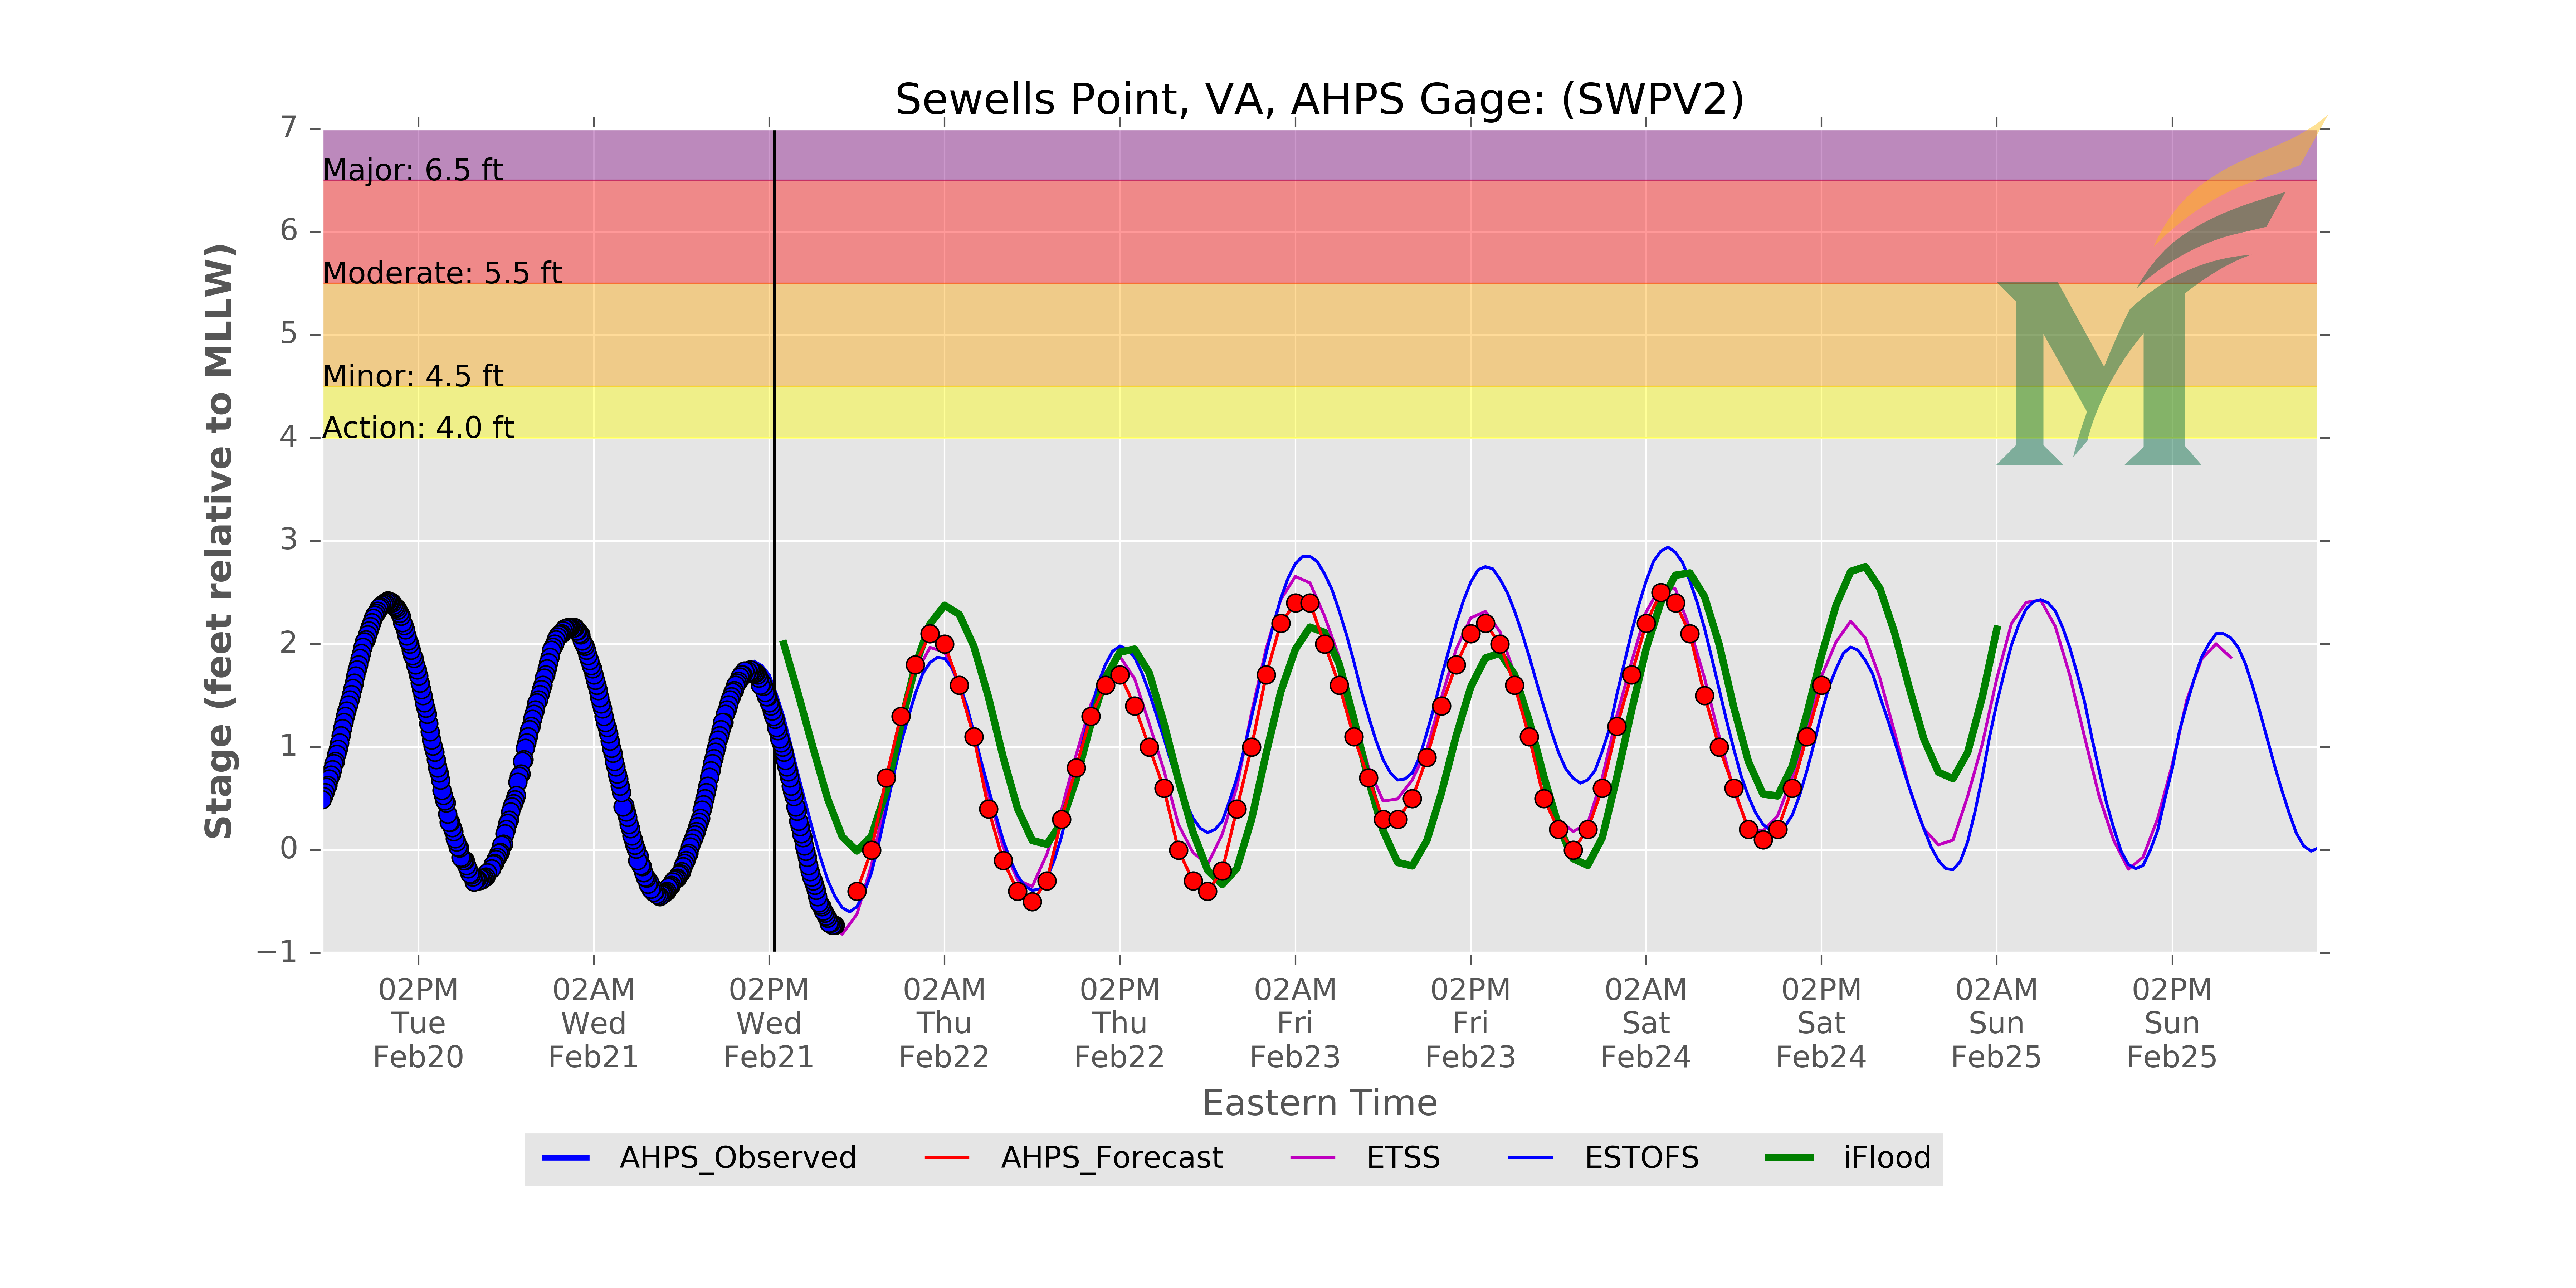 Sewells Point, VA, AHPS Gage: (SWPV2)
Stage (feet relative to MLLW)
7
6
5
4
3
2
1
0
−1
Major: 6.5 ft
Moderate: 5.5 ft
Minor: 4.5 ft
Action: 4.0 ft
M
02PM
Tue
Feb20
02AM
Wed
Feb21
02PM
Wed
Feb21
02AM
Thu
Feb22
02PM
Thu
Feb22
02AM
Fri
Feb23
02PM
Fri
Feb23
02AM
Sat
Feb24
02PM
Sat
Feb24
02AM
Sun
Feb25
02PM
Sun
Feb25
Eastern Time
AHPS_Observed
AHPS_Forecast
ETSS
ESTOFS
iFlood